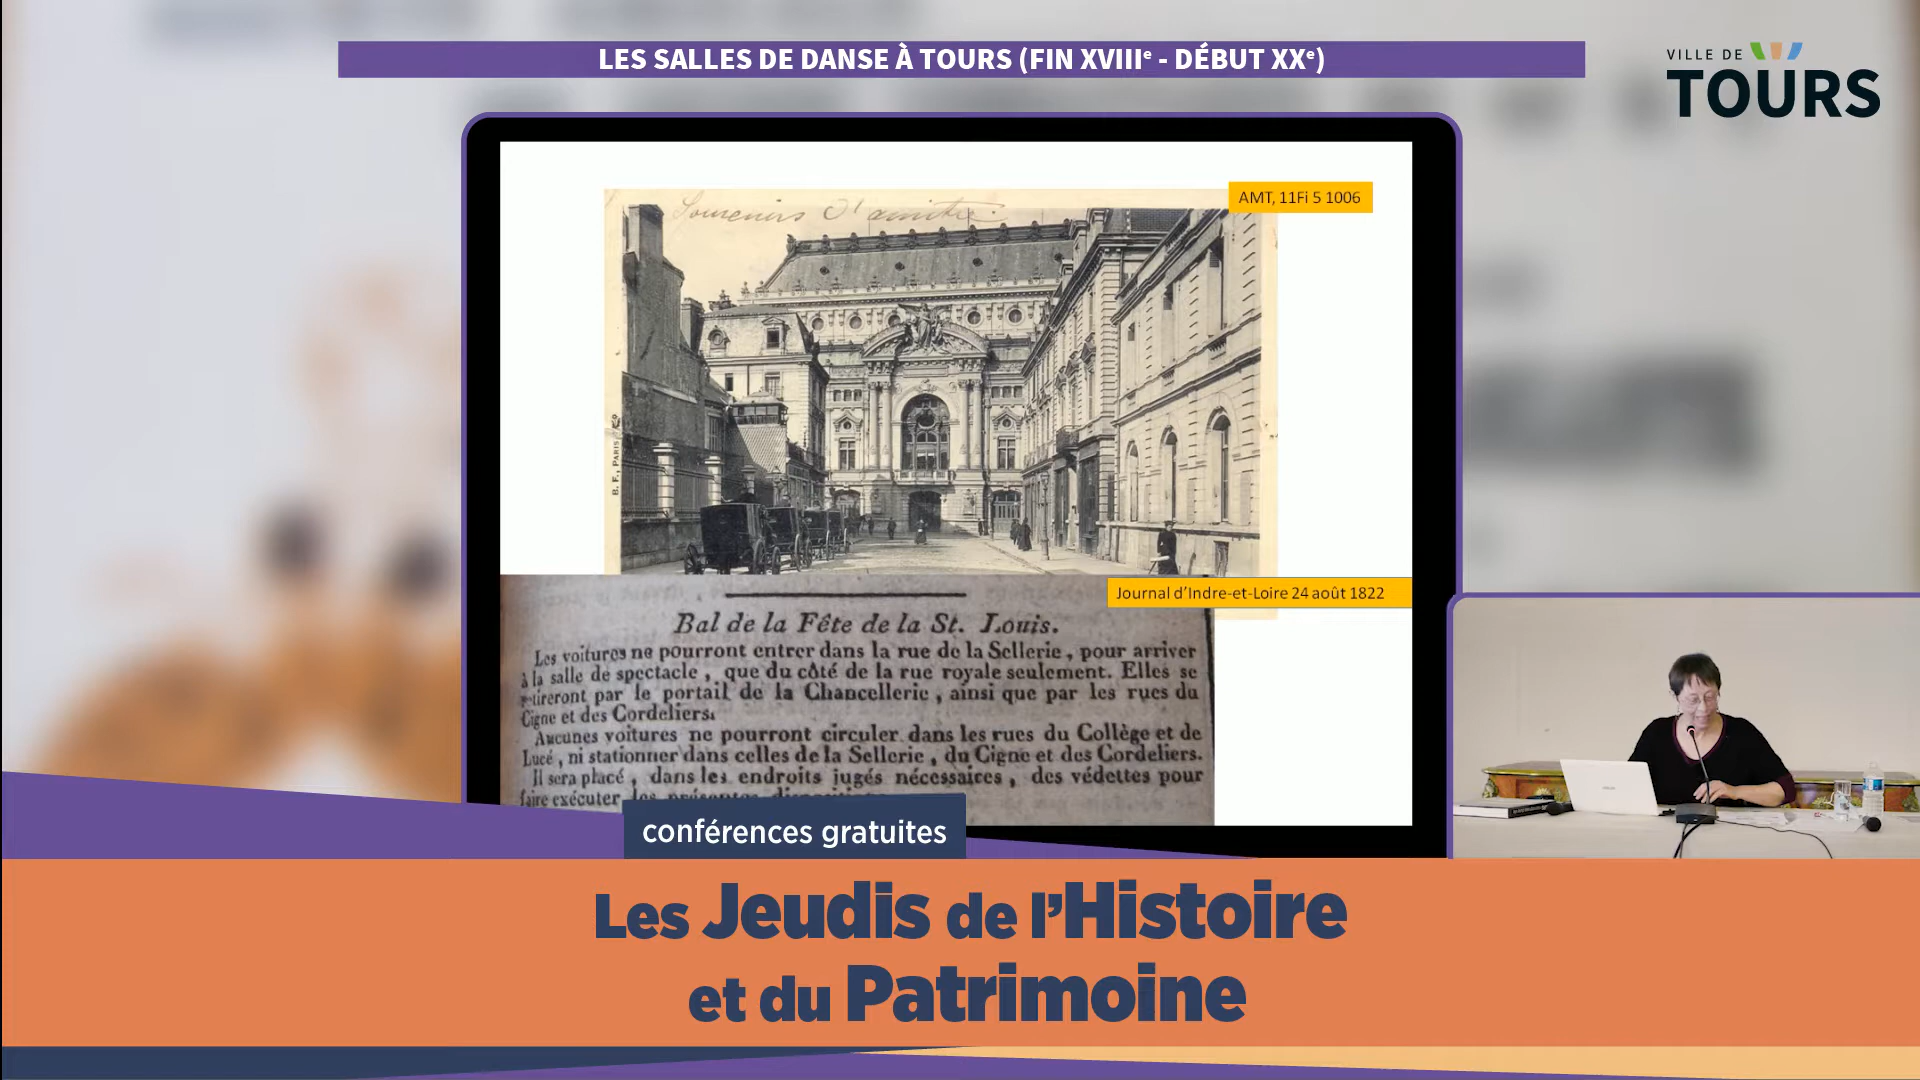 LES SALLES DE DANSE À TOURS (FIN XVIIIe - DÉBUT XXe)
VILLE DE
TOURS
AMT, 11Fi 5 1006
Souvenirs d'amitié.
B. F., PARIS
Journal d'Indre-et-Loire 24 août 1822
Bal de la Fête de la St. Louis.
Les voitures ne pourront entrer dans la rue de la Sellerie, pour arriver
à la salle de spectacle, que du côté de la rue royale seulement. Elles se
retireront par le portail de la Chancellerie, ainsi que par les rues du
Cigne et des Cordeliers.
Aucunes voitures ne pourront circuler dans les rues du Collège et de
Lucé, ni stationner dans celles de la Sellerie, du Cigne et des Cordeliers.
Il sera placé, dans les endroits jugés nécessaires, des védettes pour
faire exécuter les présentes
conférences gratuites
Les Jeudis de l'Histoire
et du Patrimoine